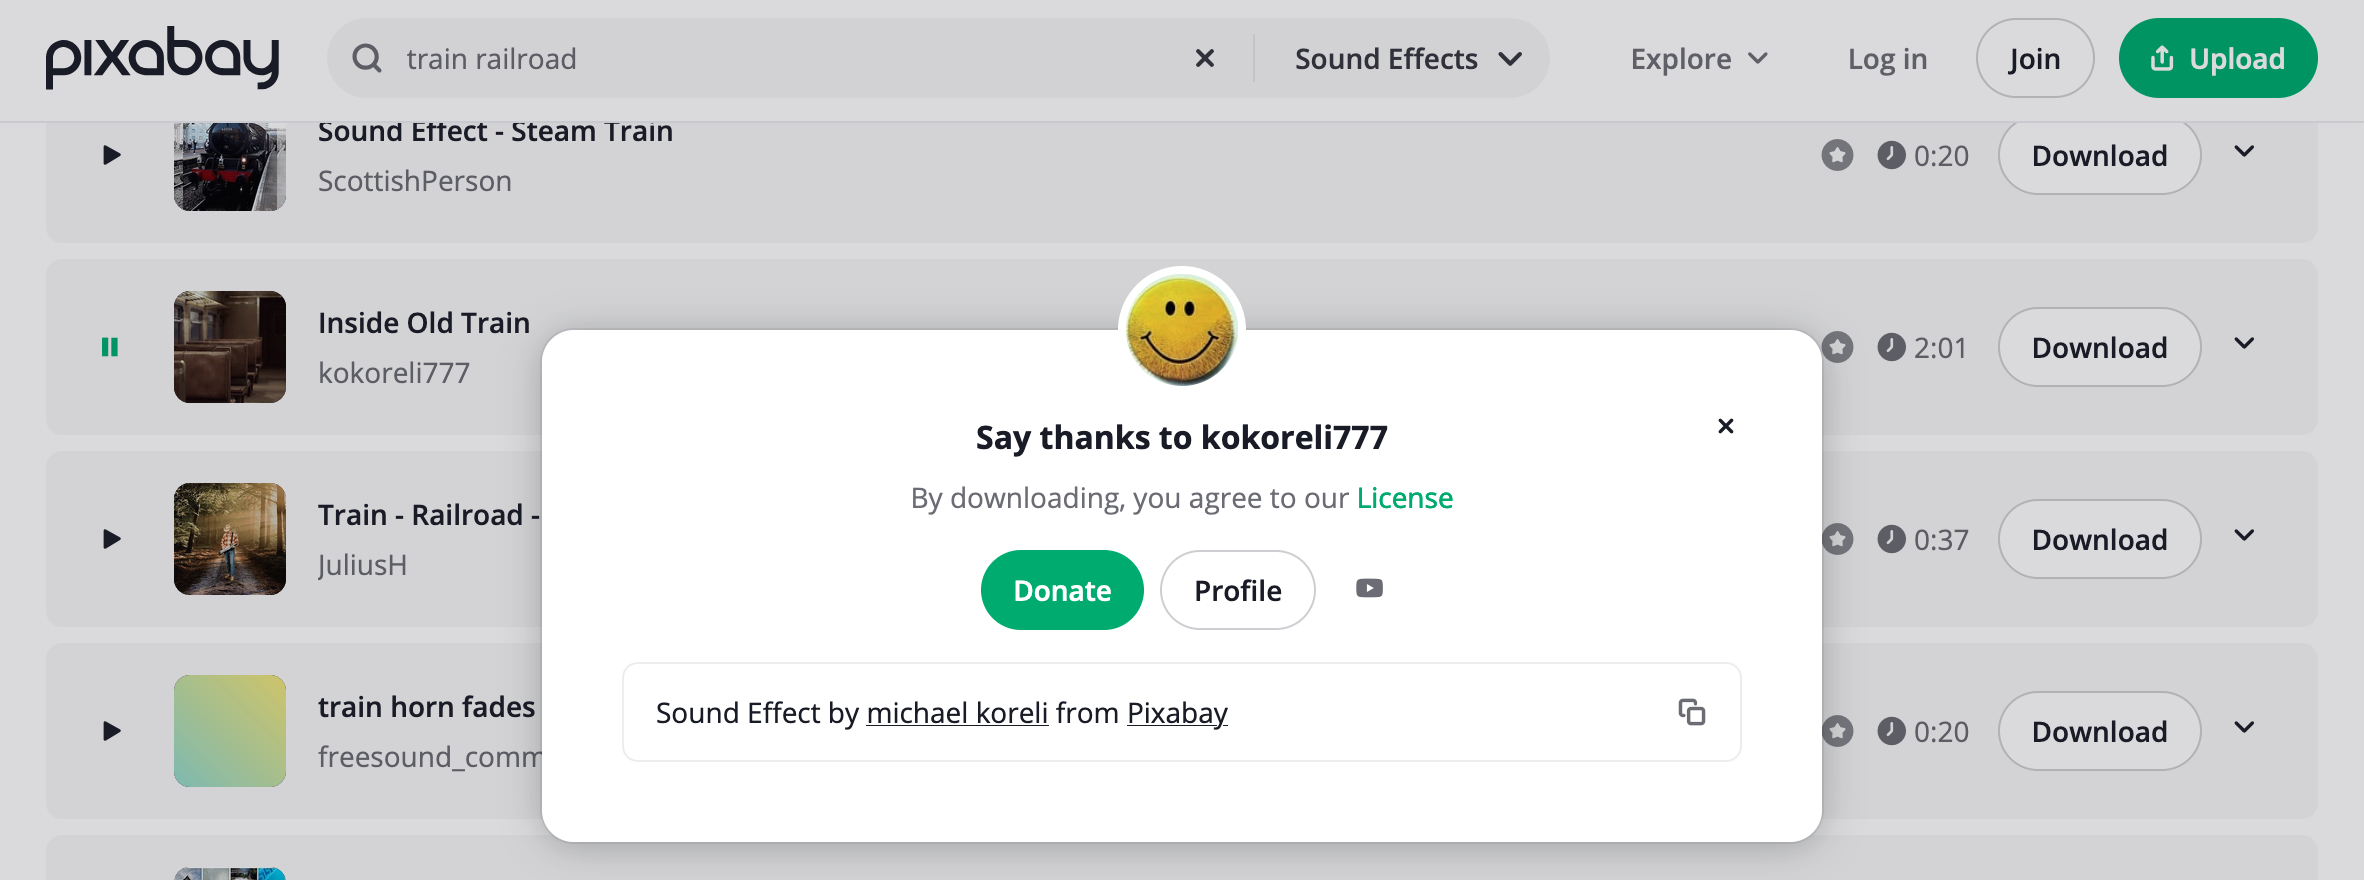 pixabay
train railroad
Sound Effects
Explore
Log in
Join
Upload
Sound Effect - Steam Train
ScottishPerson
0:20
Download
Inside Old Train
kokoreli777
2:01
Download
Say thanks to kokoreli777
By downloading, you agree to our License
Train - Railroad -
JuliusH
0:37
Download
Donate
Profile
train horn fades
freesound_comm
0:20
Download
Sound Effect by michael koreli from Pixabay